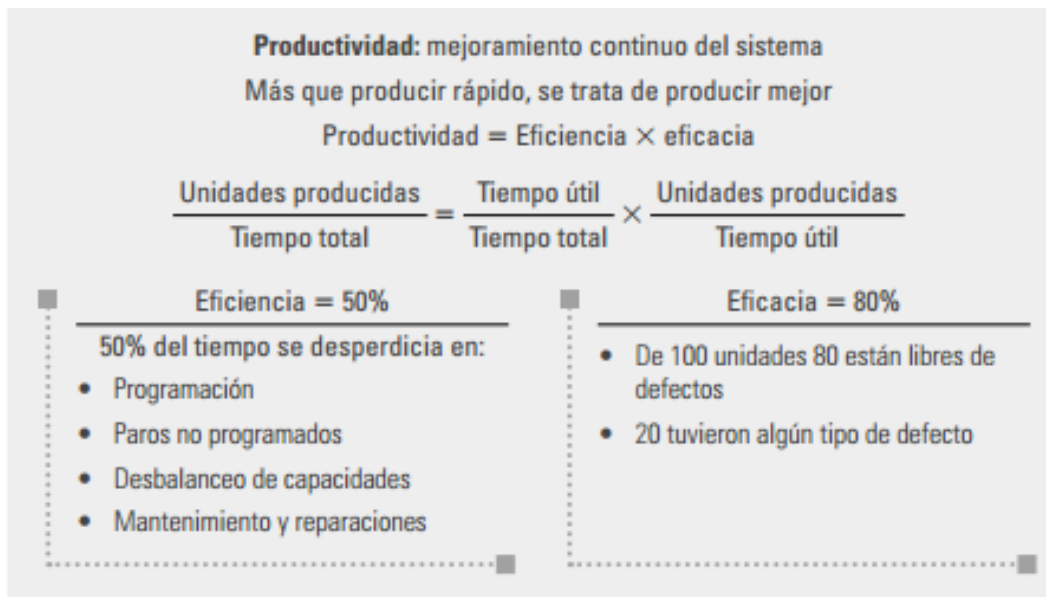 Productividad: mejoramiento continuo del sistema
Más que producir rápido, se trata de producir mejor
Productividad = Eficiencia × eficacia
Unidades producidas / Tiempo total = Tiempo útil / Tiempo total × Unidades producidas / Tiempo útil
Eficiencia = 50%
50% del tiempo se desperdicia en:
• Programación
• Paros no programados
• Desbalanceo de capacidades
• Mantenimiento y reparaciones
Eficacia = 80%
• De 100 unidades 80 están libres de
defectos
• 20 tuvieron algún tipo de defecto